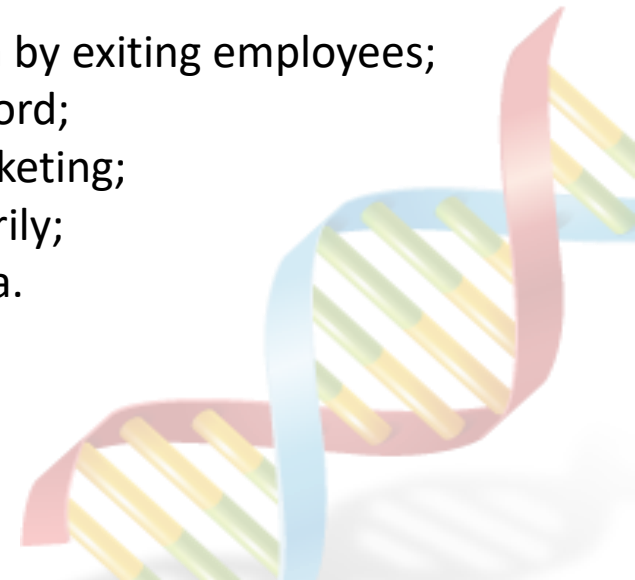 by exiting employees;
ord;
keting;
rily;
a.